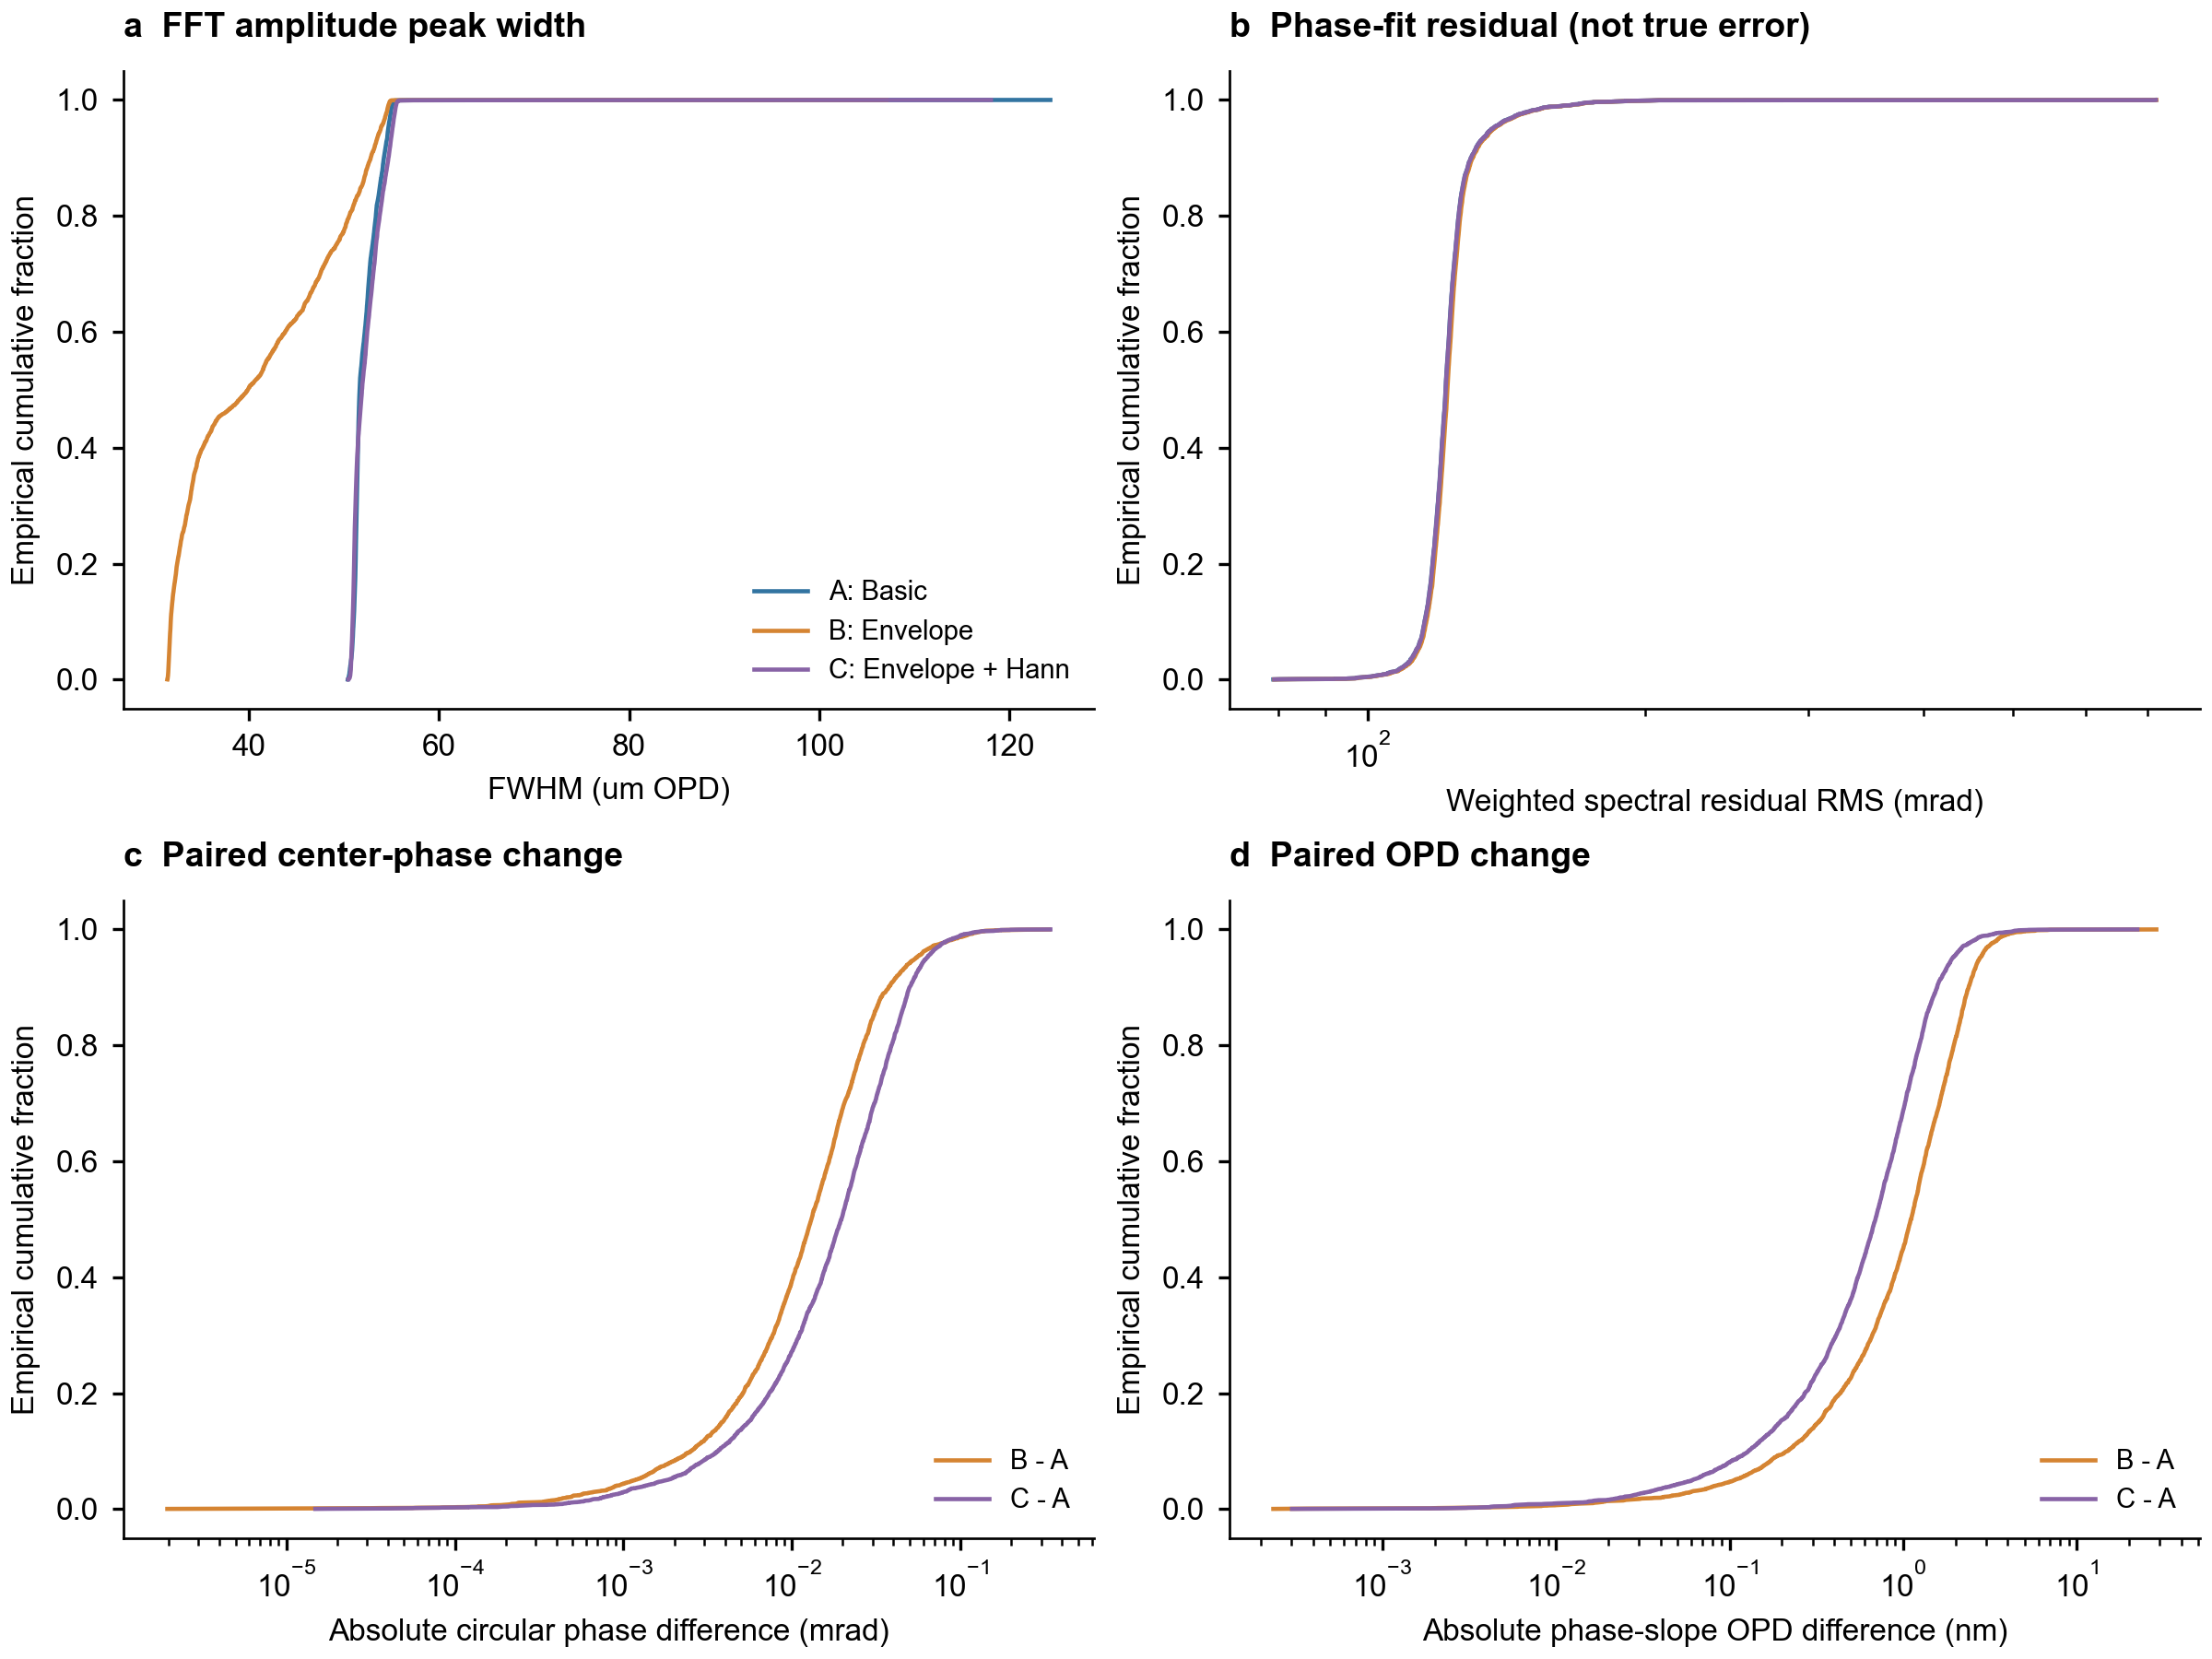 a FFT amplitude peak width
Empirical cumulative fraction
1.0
0.8
0.6
0.4
0.2
0.0
A: Basic
B: Envelope
C: Envelope + Hann
40 60 80 100 120
FWHM (um OPD)
b Phase-fit residual (not true error)
Empirical cumulative fraction
1.0
0.8
0.6
0.4
0.2
0.0
10²
Weighted spectral residual RMS (mrad)
c Paired center-phase change
Empirical cumulative fraction
1.0
0.8
0.6
0.4
0.2
0.0
B - A
C - A
10⁻⁵ 10⁻⁴ 10⁻³ 10⁻² 10⁻¹
Absolute circular phase difference (mrad)
d Paired OPD change
Empirical cumulative fraction
1.0
0.8
0.6
0.4
0.2
0.0
B - A
C - A
10⁻³ 10⁻² 10⁻¹ 10⁰ 10¹
Absolute phase-slope OPD difference (nm)